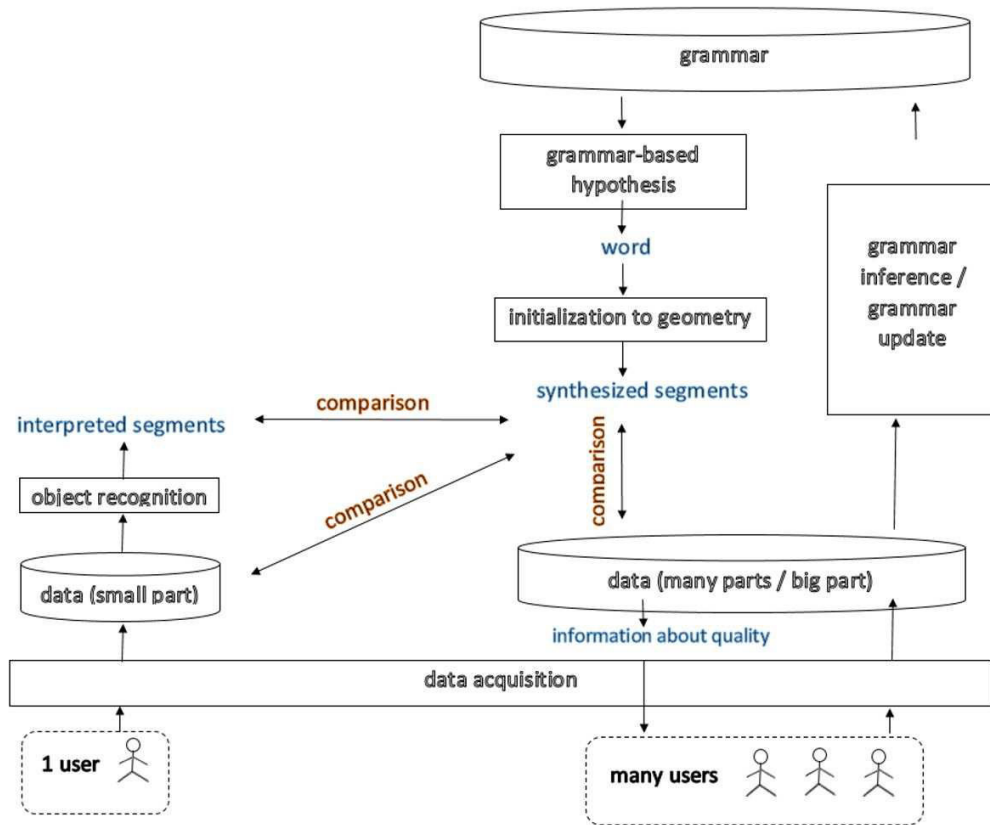 grammar
grammar-based
hypothesis
word
initialization to geometry
synthesized segments
grammar
inference /
grammar
update
comparison
interpreted segments
comparison
comparison
object recognition
data (small part)
data (many parts / big part)
information about quality
data acquisition
1 user
many users